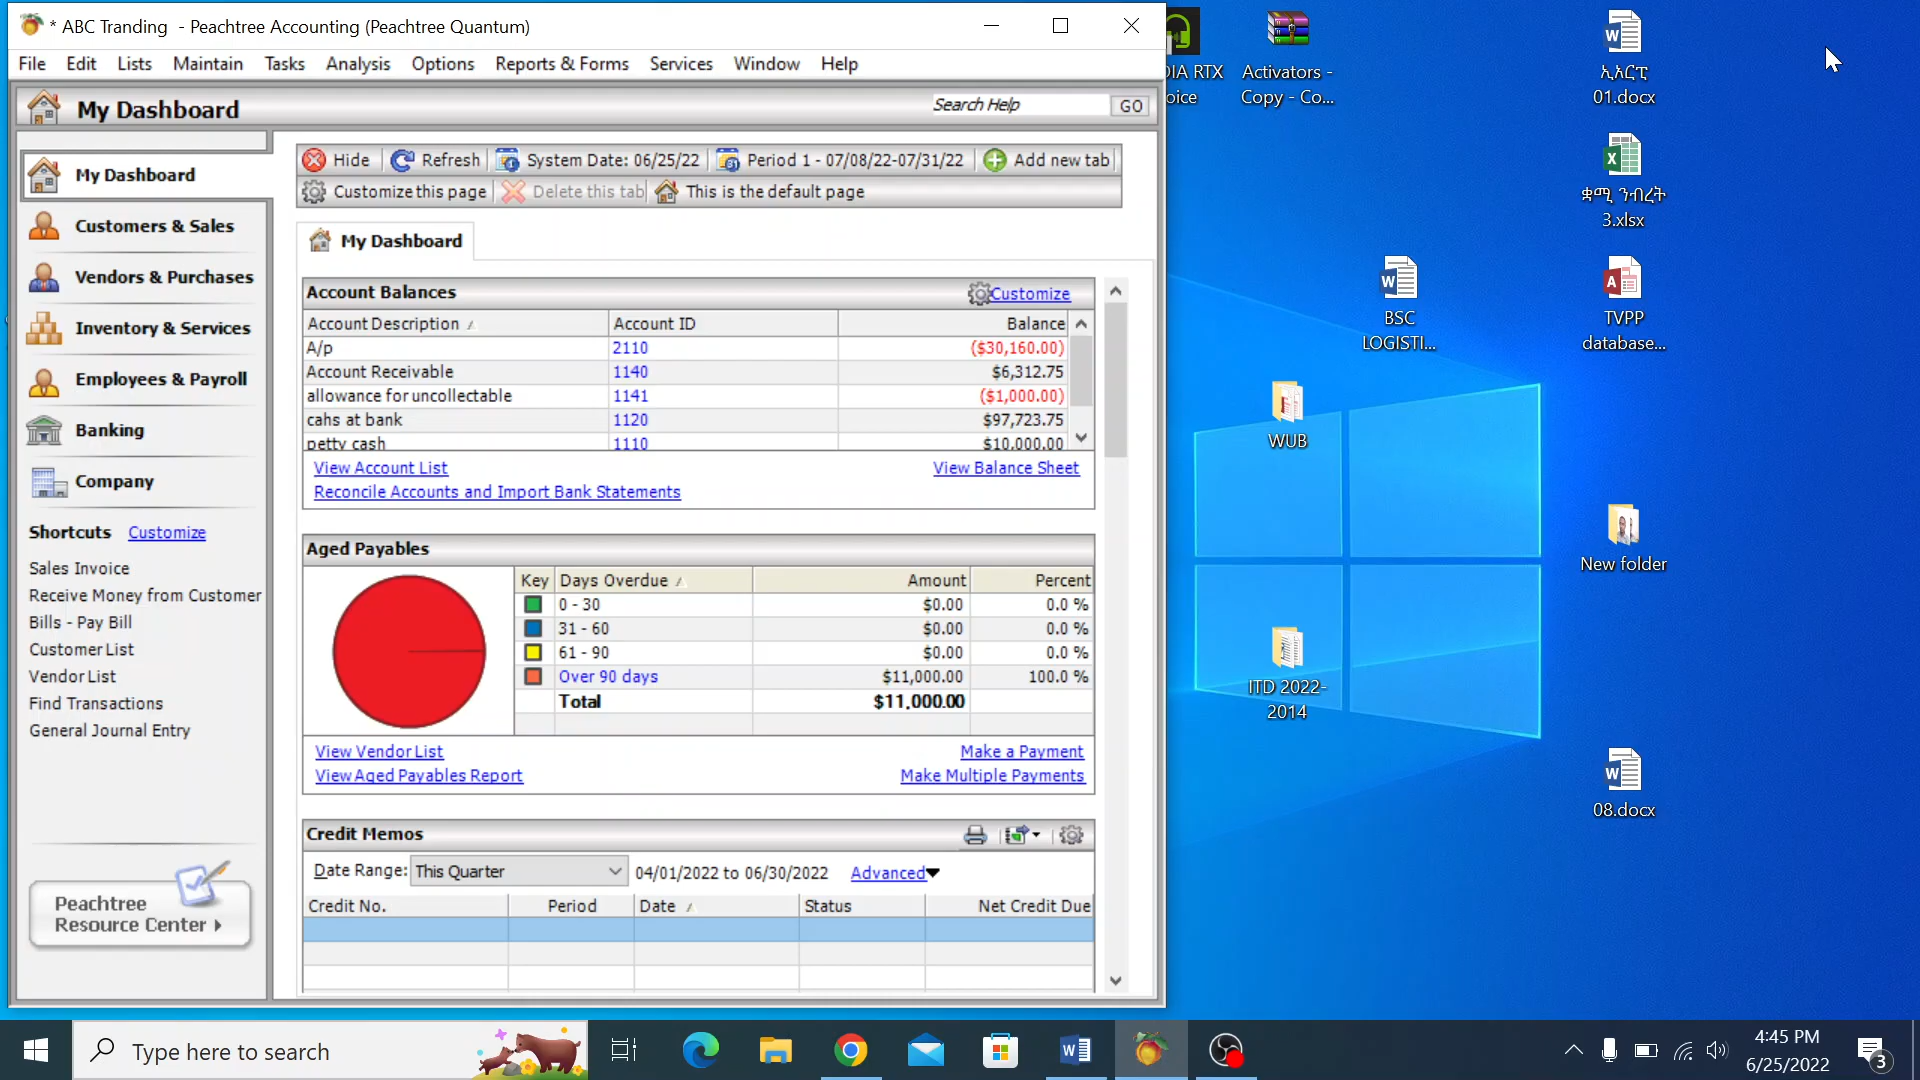 * ABC Tranding - Peachtree Accounting (Peachtree Quantum)
File Edit Lists Maintain Tasks Analysis Options Reports & Forms Services Window Help
My Dashboard
Search Help GO
My Dashboard
Customers & Sales
Vendors & Purchases
Inventory & Services
Employees & Payroll
Banking
Company
Shortcuts Customize
Sales Invoice
Receive Money from Customer
Bills - Pay Bill
Customer List
Vendor List
Find Transactions
General Journal Entry
Peachtree
Resource Center
Hide Refresh System Date: 06/25/22 Period 1 - 07/08/22-07/31/22 Add new tab
Customize this page Delete this tab This is the default page
My Dashboard
Account Balances Customize
Account Description Account ID Balance
A/p 2110 ($30,160.00)
Account Receivable 1140 $6,312.75
allowance for uncollectable 1141 ($1,000.00)
cahs at bank 1120 $97,723.75
petty cash 1110 $10,000.00
View Account List View Balance Sheet
Reconcile Accounts and Import Bank Statements
Aged Payables
Key Days Overdue Amount Percent
0 - 30 $0.00 0.0 %
31 - 60 $0.00 0.0 %
61 - 90 $0.00 0.0 %
Over 90 days $11,000.00 100.0 %
Total $11,000.00
View Vendor List Make a Payment
View Aged Payables Report Make Multiple Payments
Credit Memos
Date Range: This Quarter 04/01/2022 to 06/30/2022 Advanced
Credit No. Period Date Status Net Credit Due
DIA RTX
oice
Activators -
Copy - Co...
ኢአርፒ
01.docx
ቋሚ ንብረት
3.xlsx
BSC
LOGISTI...
TVPP
database...
WUB
New folder
ITD 2022-
2014
08.docx
Type here to search
4:45 PM
6/25/2022
3